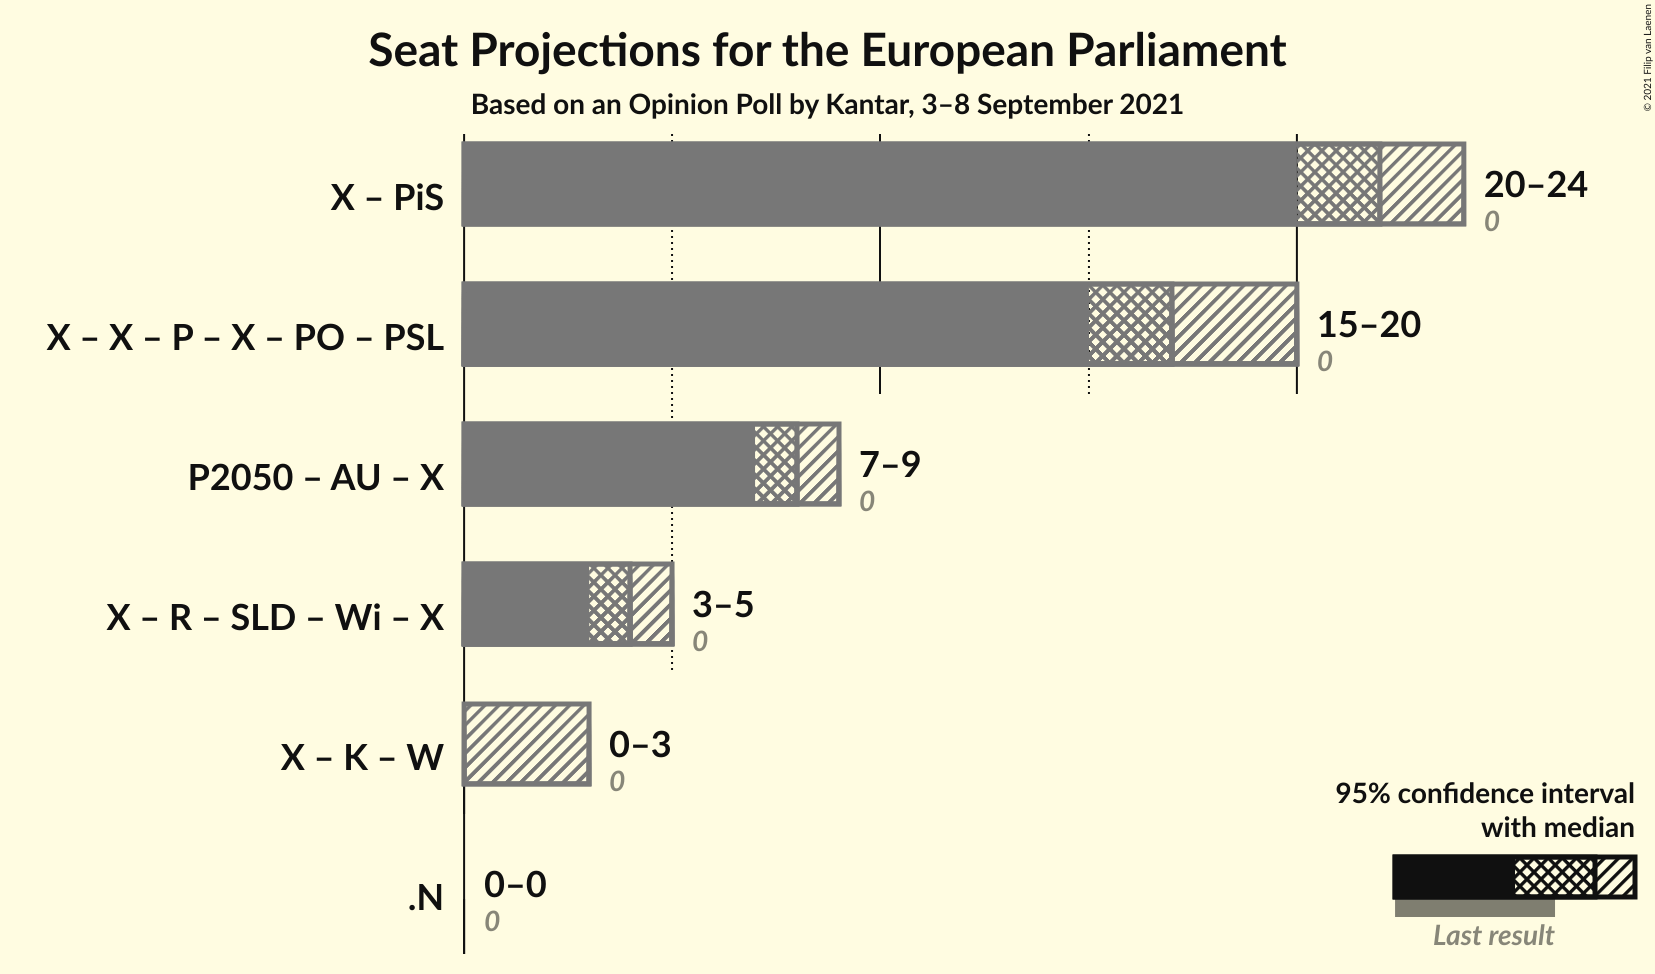 Seat Projections for the European Parliament
Based on an Opinion Poll by Kantar, 3–8 September 2021
© 2021 Filip van Laenen
X – PiS
20–24
0
X – X – P – X – PO – PSL
15–20
0
P2050 – AU – X
7–9
0
X – R – SLD – Wi – X
3–5
0
X – K – W
0–3
0
.N
0–0
0
95% confidence interval
with median
Last result